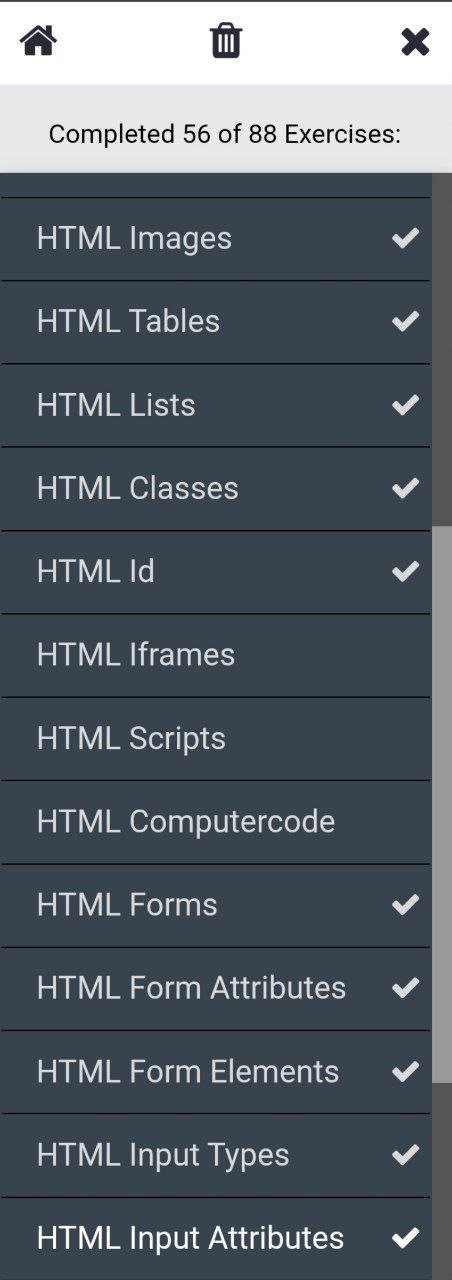 Completed 56 of 88 Exercises:
HTML Images
HTML Tables
HTML Lists
HTML Classes
HTML Id
HTML Iframes
HTML Scripts
HTML Computercode
HTML Forms
HTML Form Attributes
HTML Form Elements
HTML Input Types
HTML Input Attributes